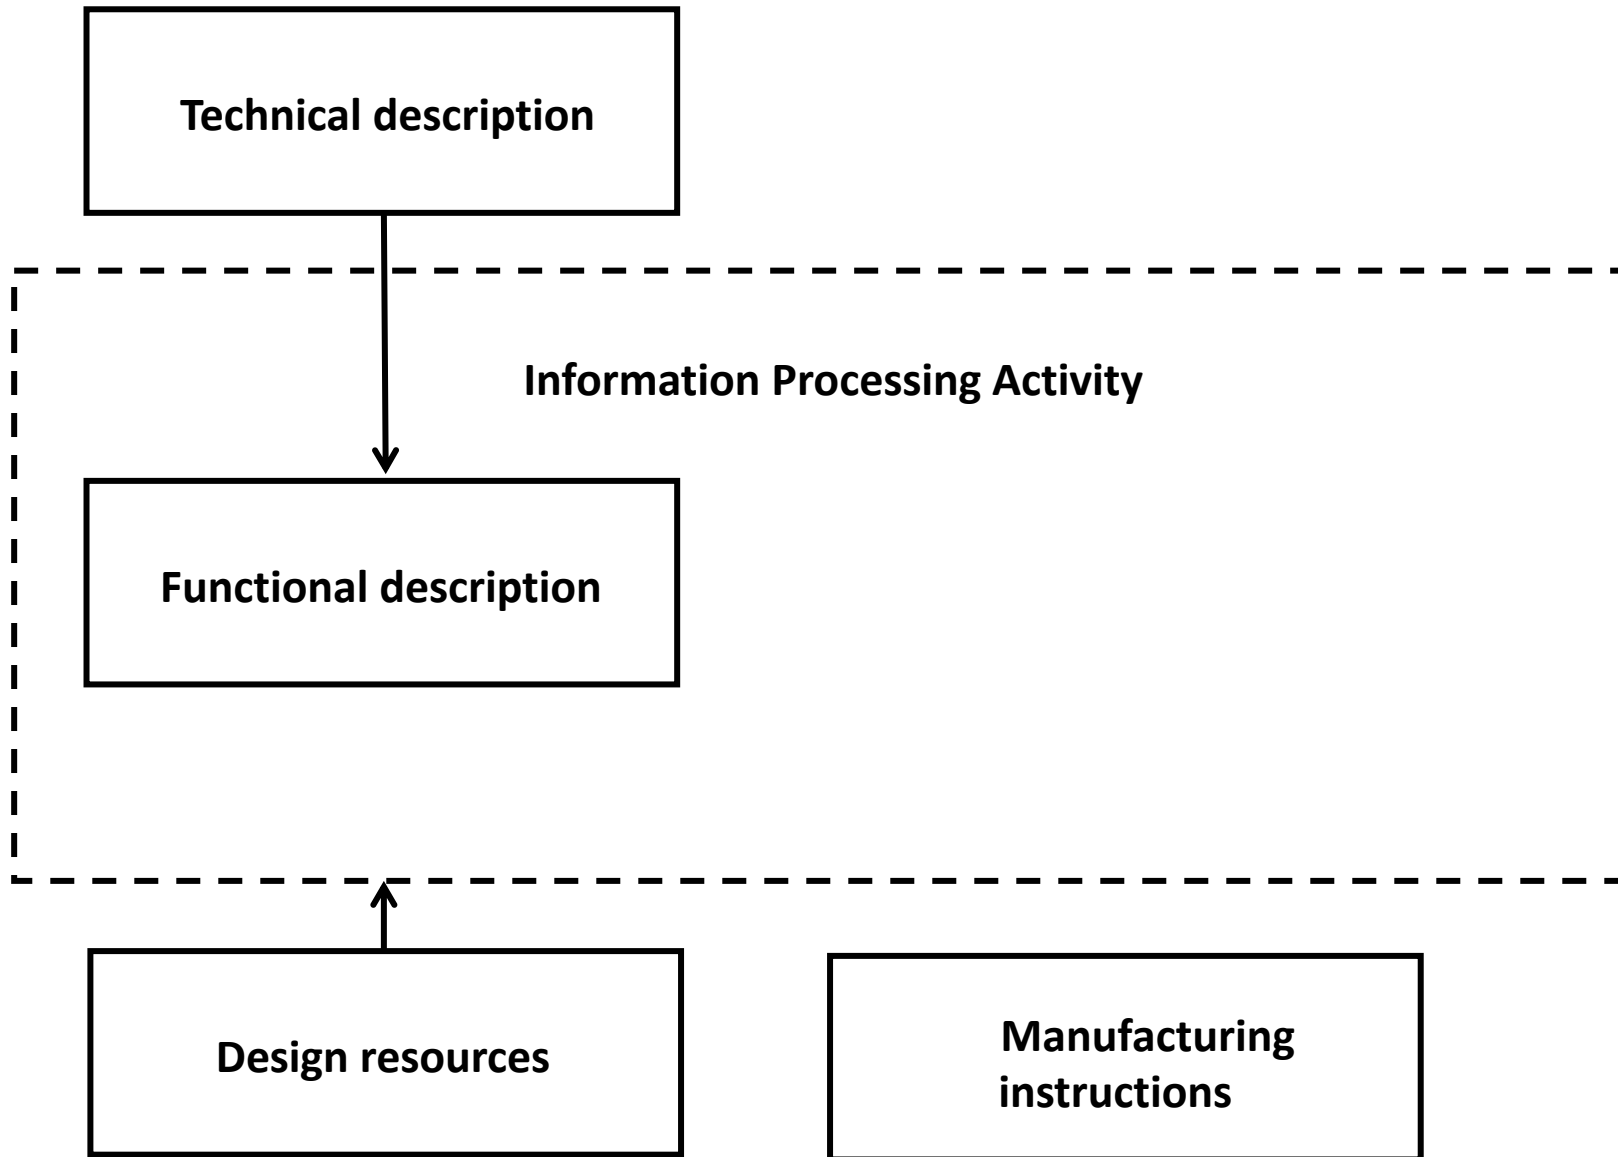 Technical description
Information Processing Activity
Functional description
Design resources
Manufacturing
instructions